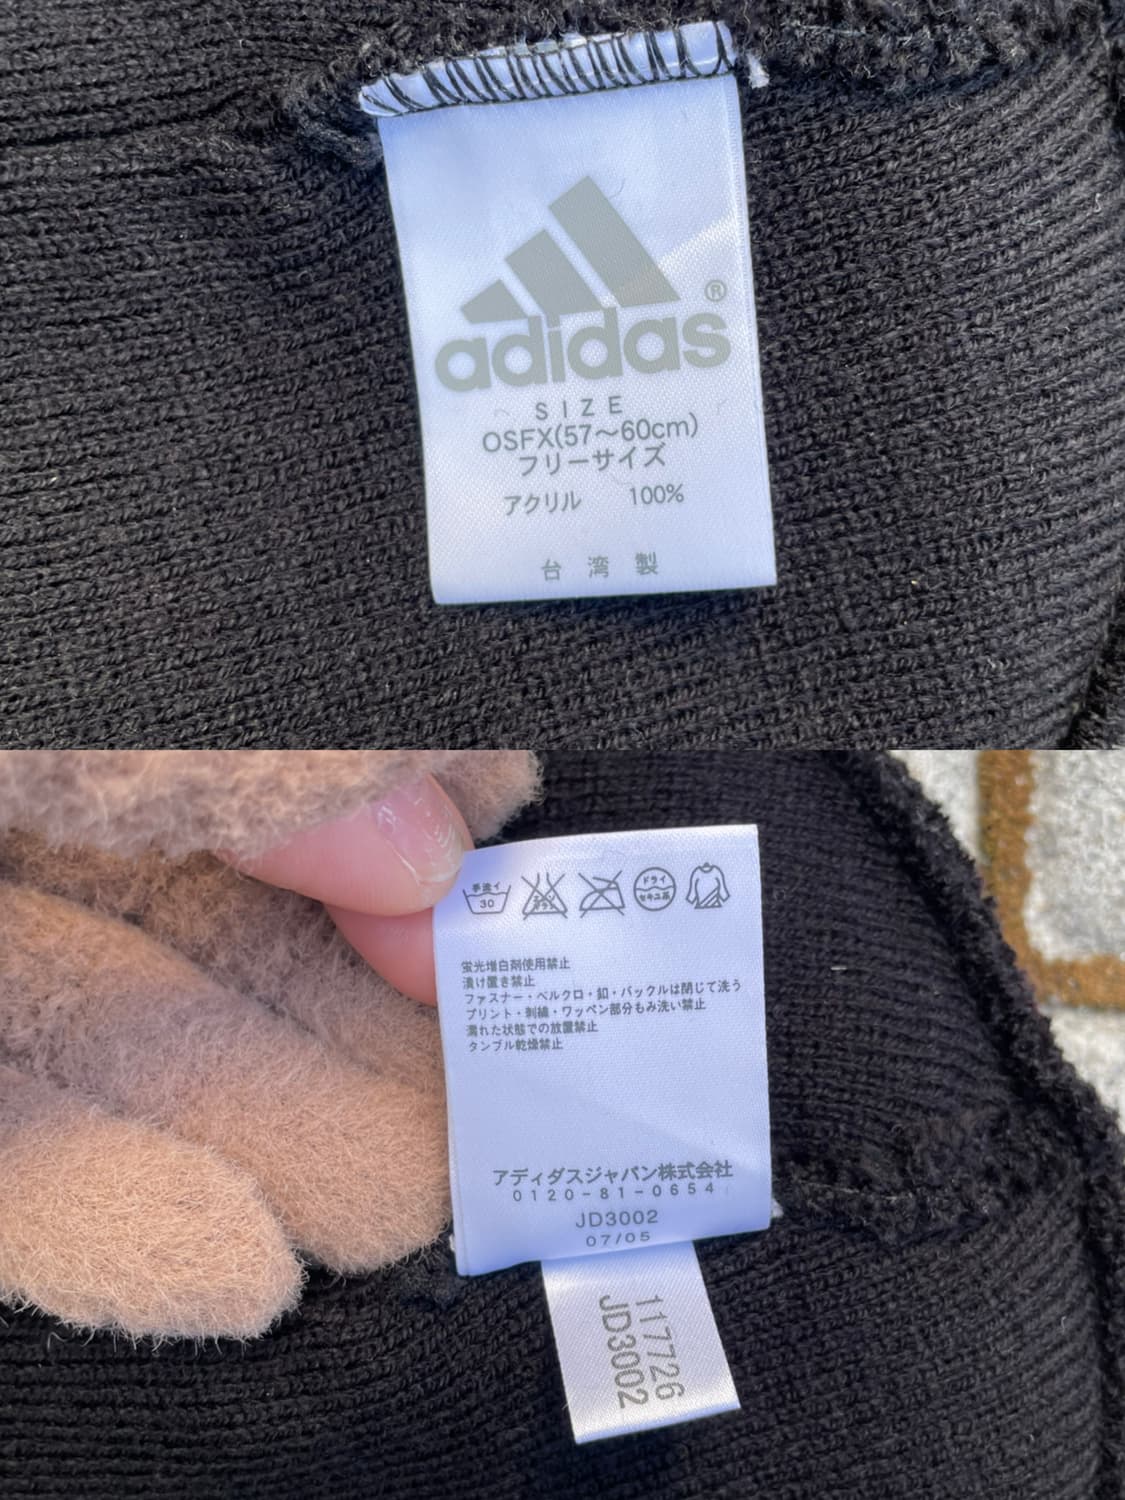 adidas®
SIZE
OSFX(57～60cm)
フリーサイズ
アクリル 100%
台湾製
手洗イ
30
ドライ
セキユ系
蛍光増白剤使用禁止
漬け置き禁止
ファスナー・ベルクロ・釦・バックルは閉じて洗う
プリント・刺繍・ワッペン部分もみ洗い禁止
濡れた状態での放置禁止
タンブル乾燥禁止
アディダスジャパン株式会社
0120-81-0654
JD3002
07/05
117726
JD3002